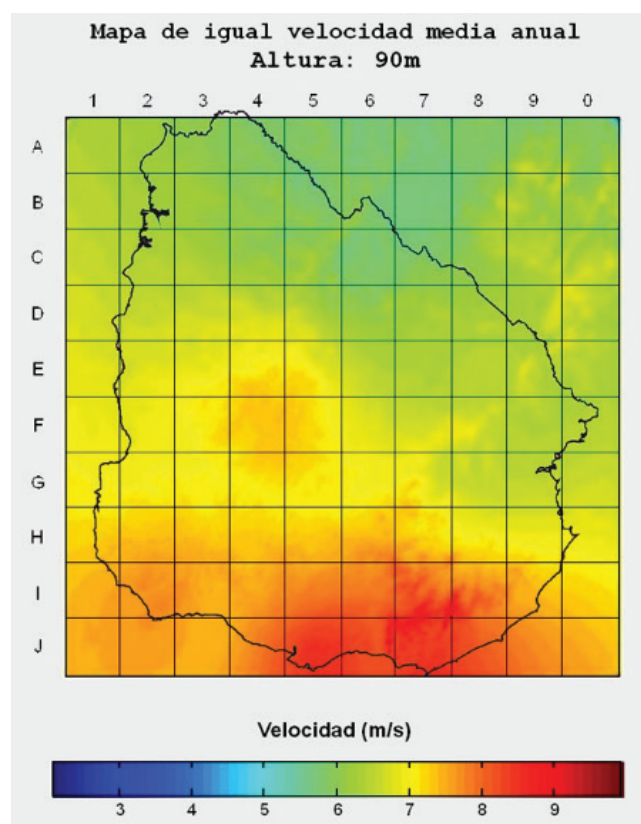 Mapa de igual velocidad media anual
Altura: 90m
1 2 3 4 5 6 7 8 9 0
A
B
C
D
E
F
G
H
I
J
Velocidad (m/s)
3 4 5 6 7 8 9